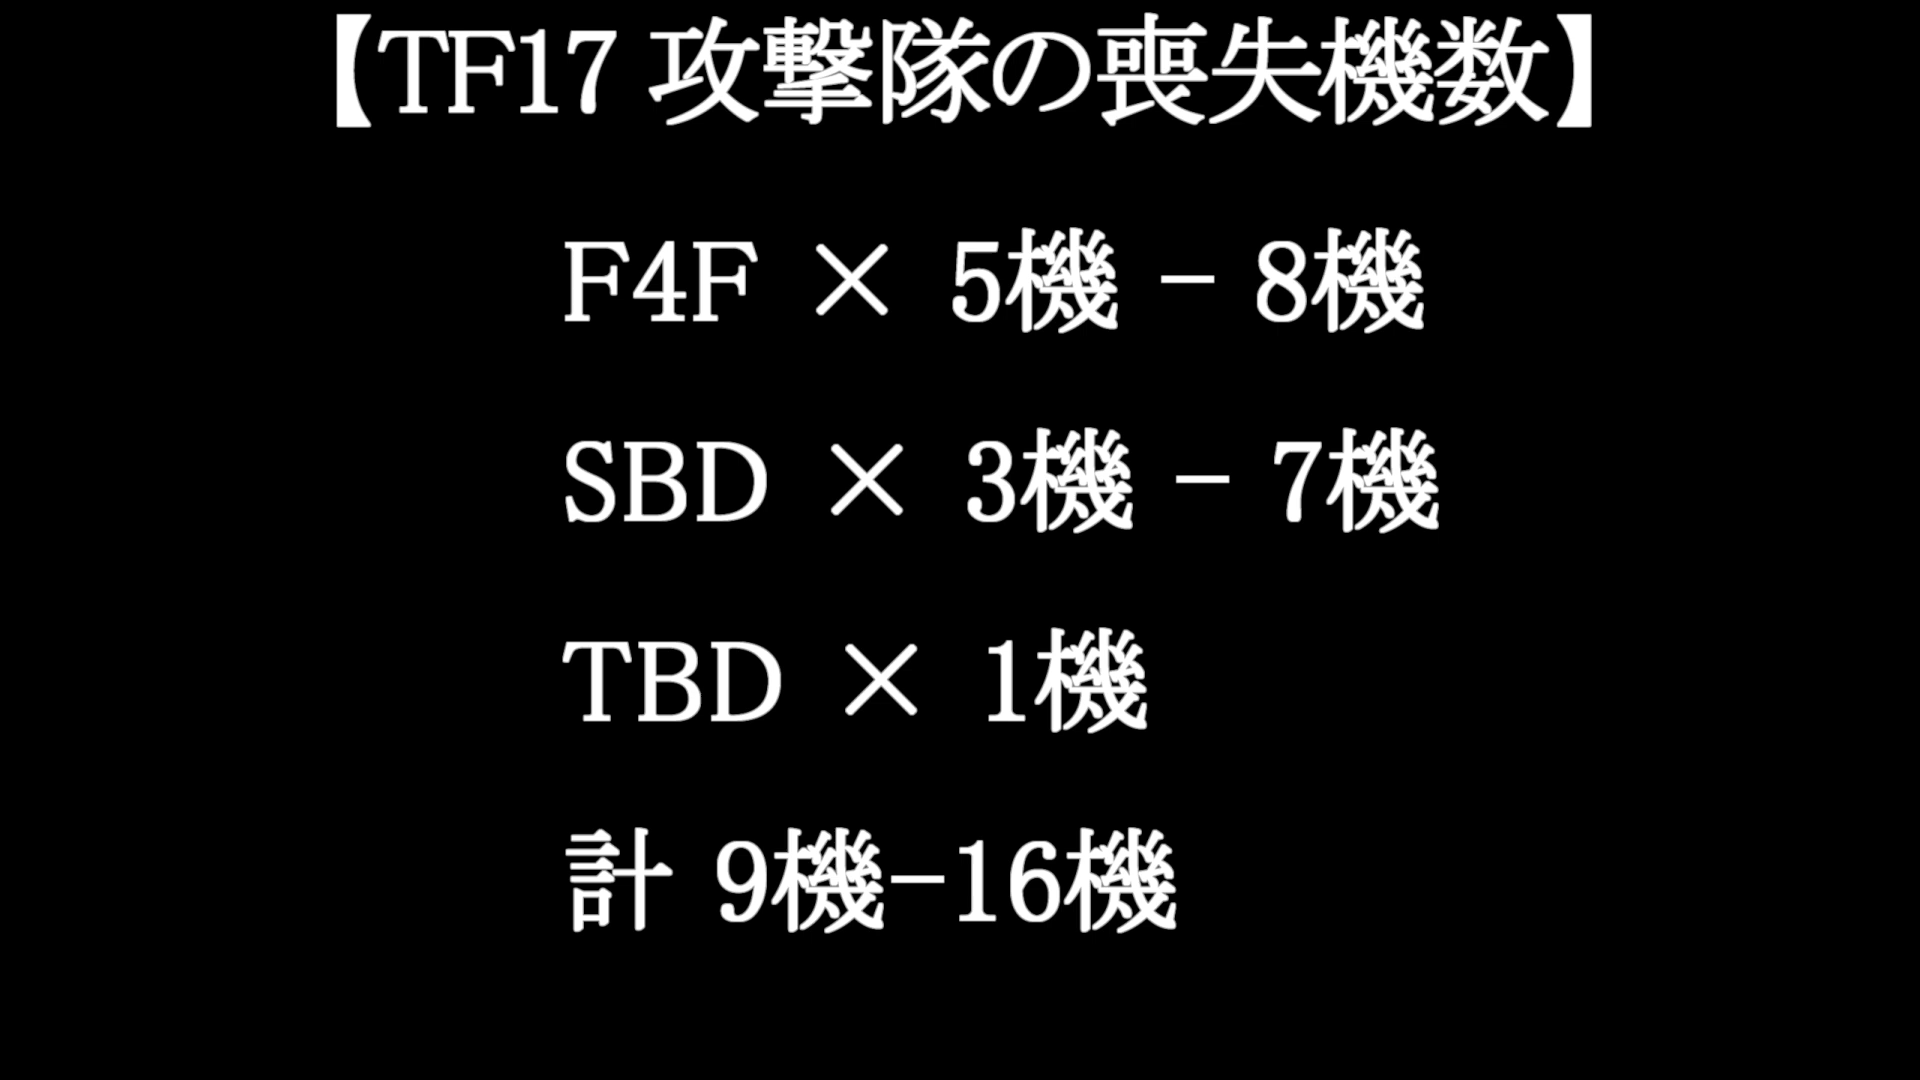 【TF17 攻撃隊の喪失機数】
F4F × 5機 - 8機
SBD × 3機 - 7機
TBD × 1機
計 9機-16機